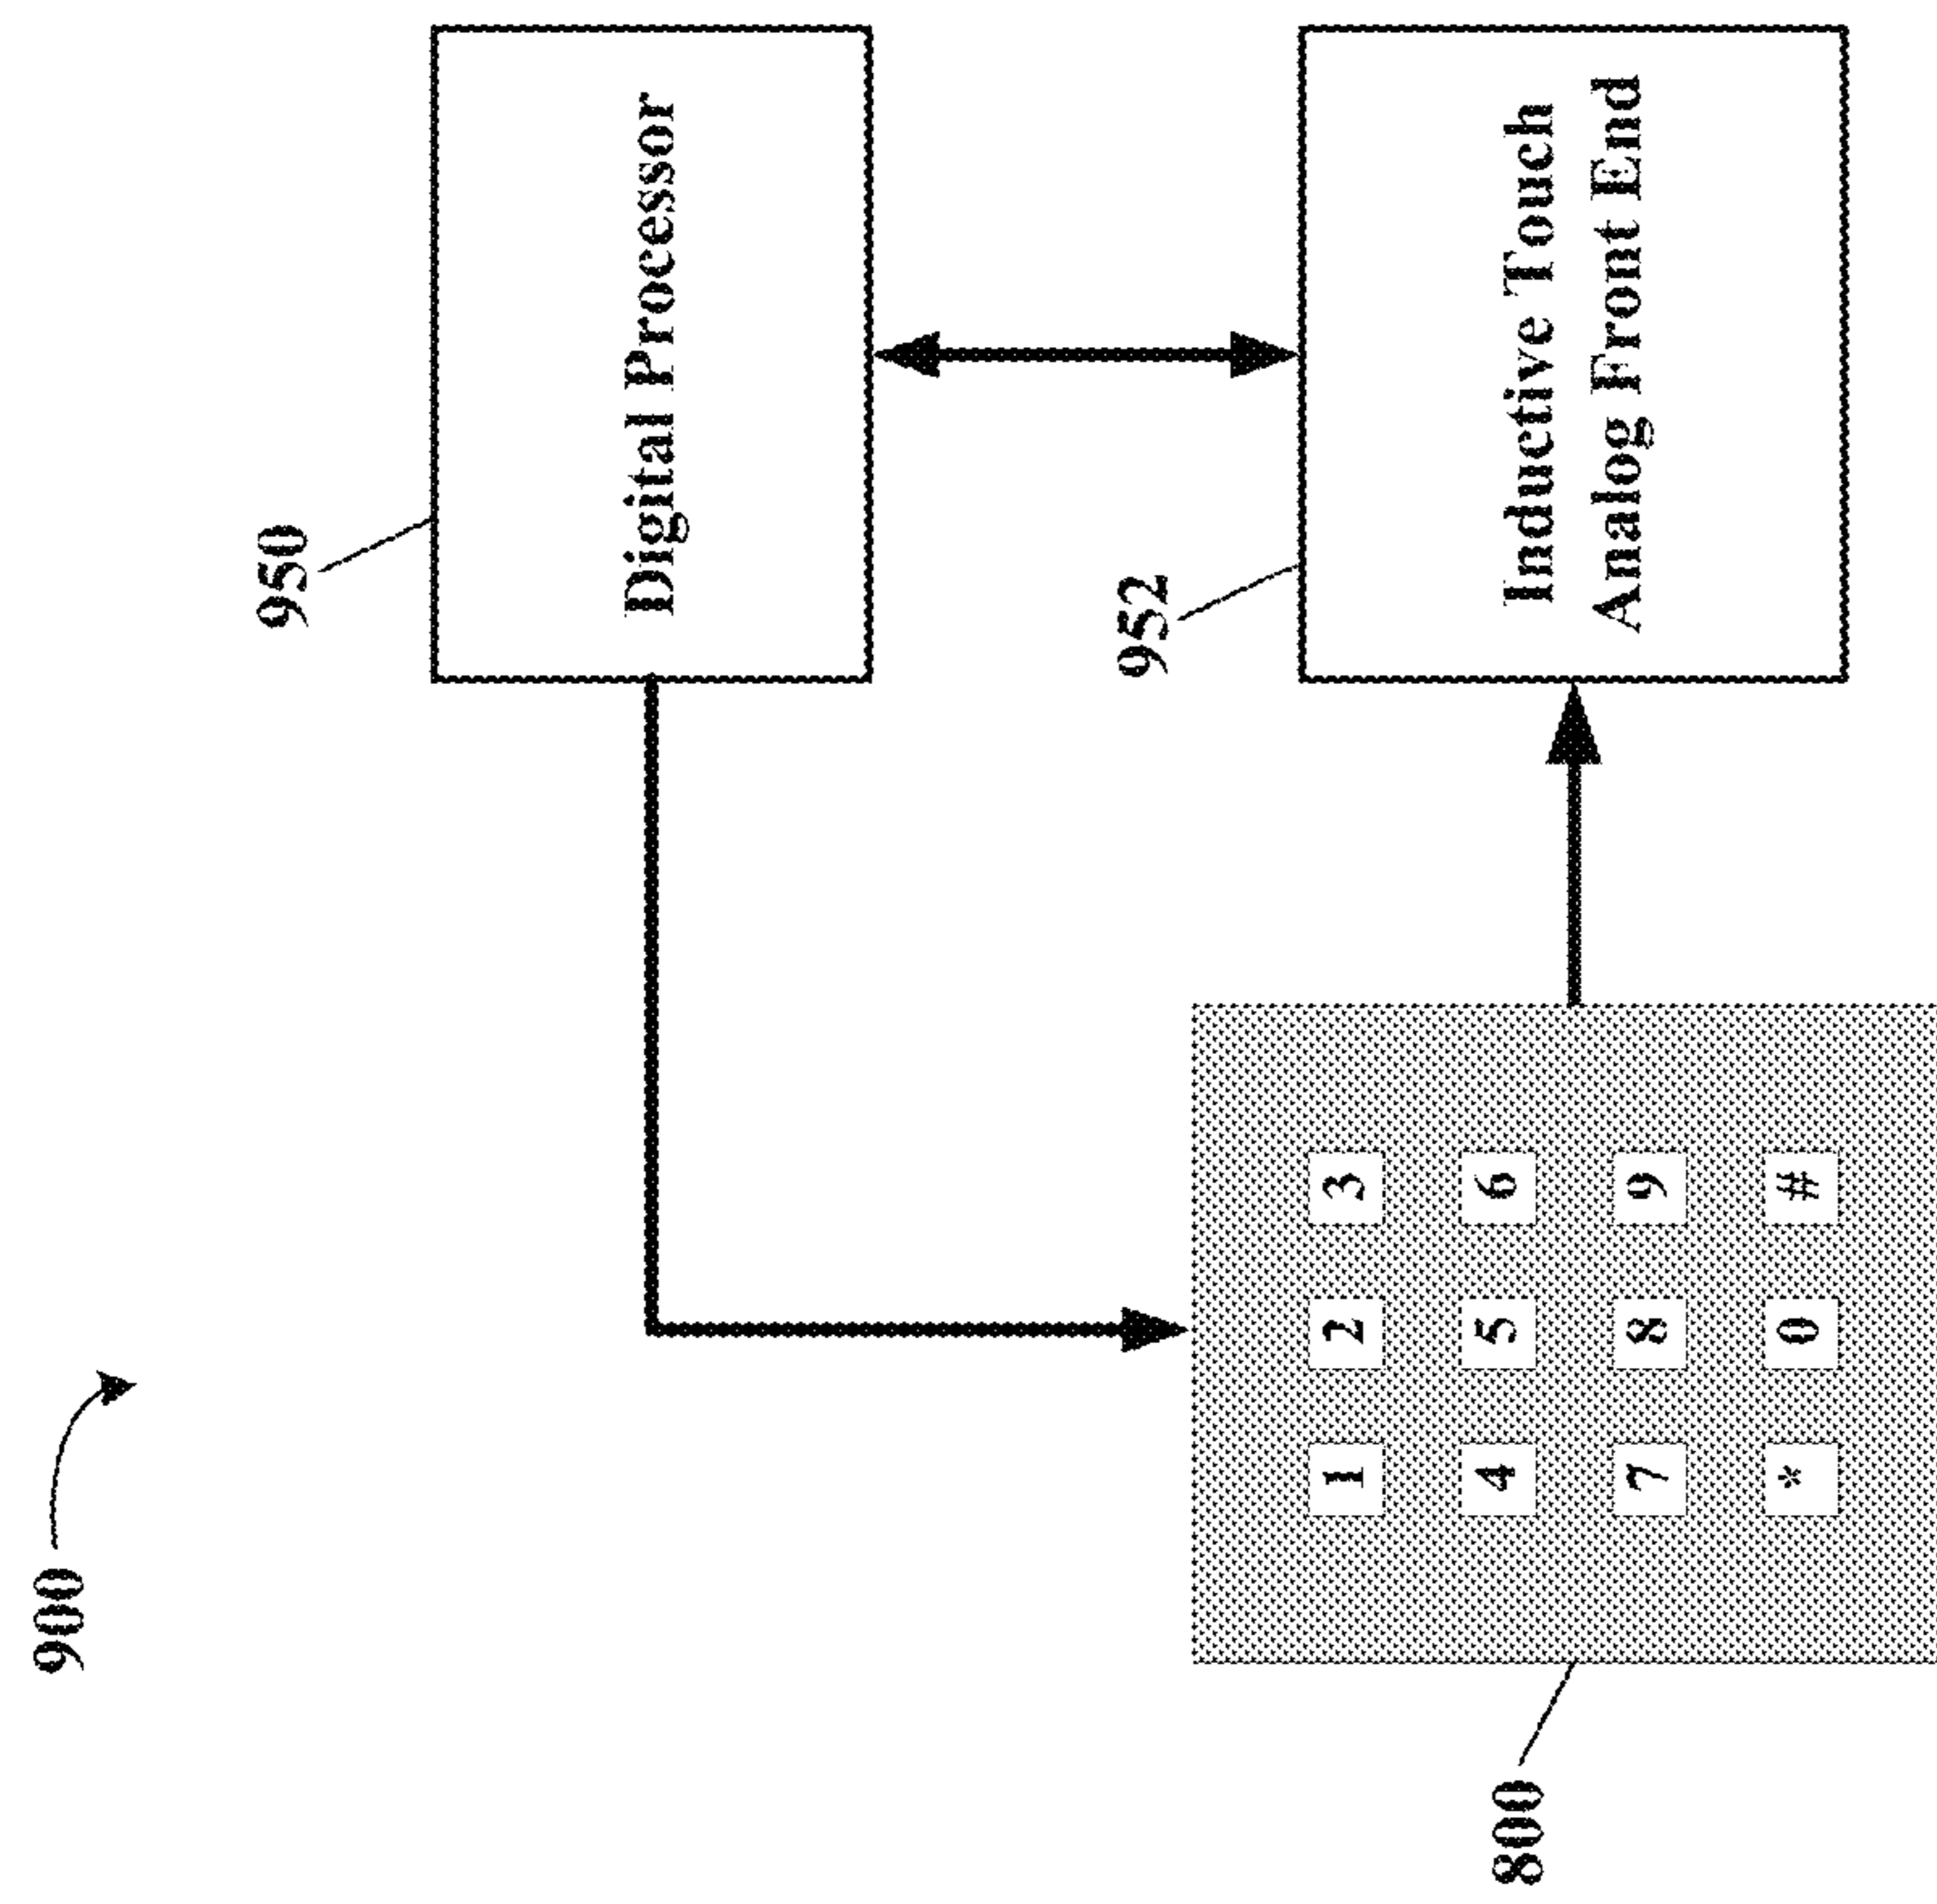 900
950
Digital Processor
952
Inductive Touch
Analog Front End
800
1 2 3
4 5 6
7 8 9
* 0 #